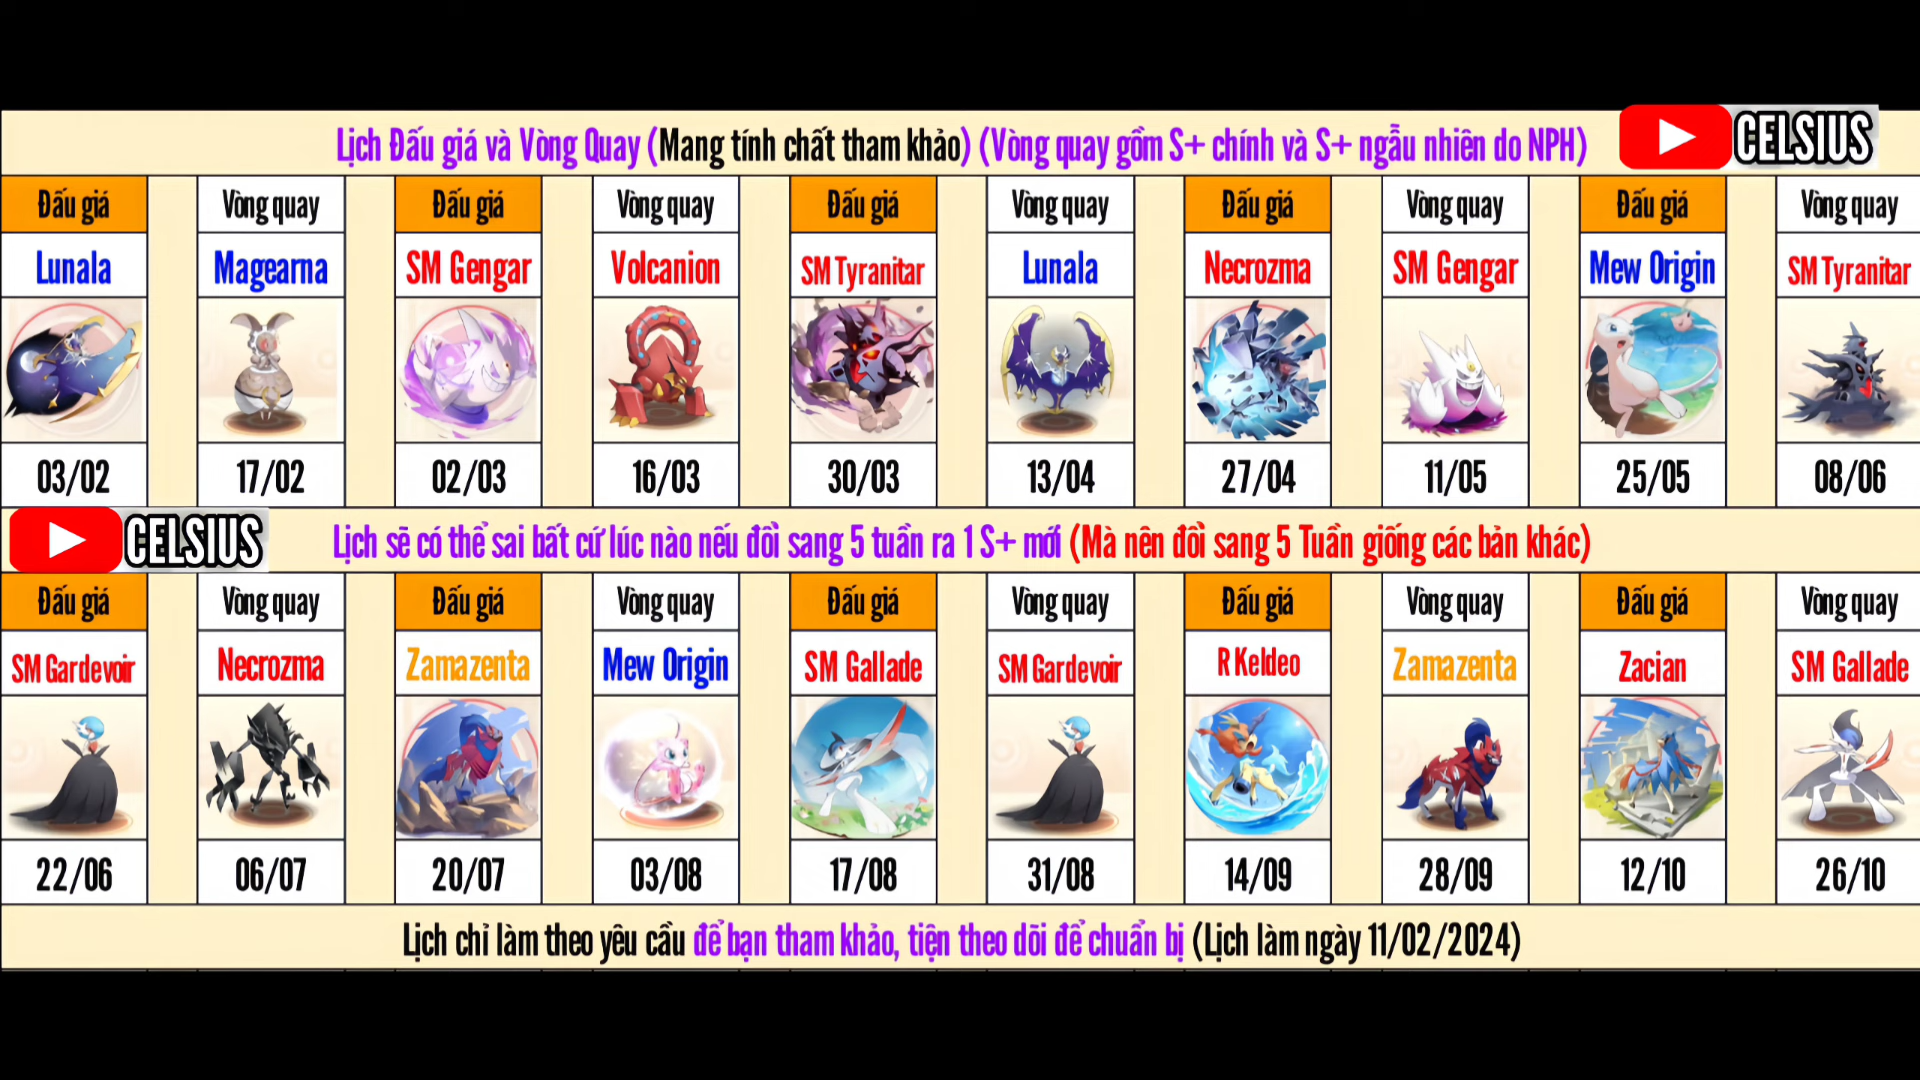 Lịch Đấu giá và Vòng Quay (Mang tính chất tham khảo) (Vòng quay gồm S+ chính và S+ ngẫu nhiên do NPH) CELSIUS
Đấu giá Vòng quay Đấu giá Vòng quay Đấu giá Vòng quay Đấu giá Vòng quay Đấu giá Vòng quay
Lunala Magearna SM Gengar Volcanion SM Tyranitar Lunala Necrozma SM Gengar Mew Origin SM Tyranitar
03/02 17/02 02/03 16/03 30/03 13/04 27/04 11/05 25/05 08/06
CELSIUS Lịch sẽ có thể sai bất cứ lúc nào nếu đổi sang 5 tuần ra 1 S+ mới (Mà nên đổi sang 5 Tuần giống các bản khác)
Đấu giá Vòng quay Đấu giá Vòng quay Đấu giá Vòng quay Đấu giá Vòng quay Đấu giá Vòng quay
SM Gardevoir Necrozma Zamazenta Mew Origin SM Gallade SM Gardevoir R Keldeo Zamazenta Zacian SM Gallade
22/06 06/07 20/07 03/08 17/08 31/08 14/09 28/09 12/10 26/10
Lịch chỉ làm theo yêu cầu để bạn tham khảo, tiện theo dõi để chuẩn bị (Lịch làm ngày 11/02/2024)